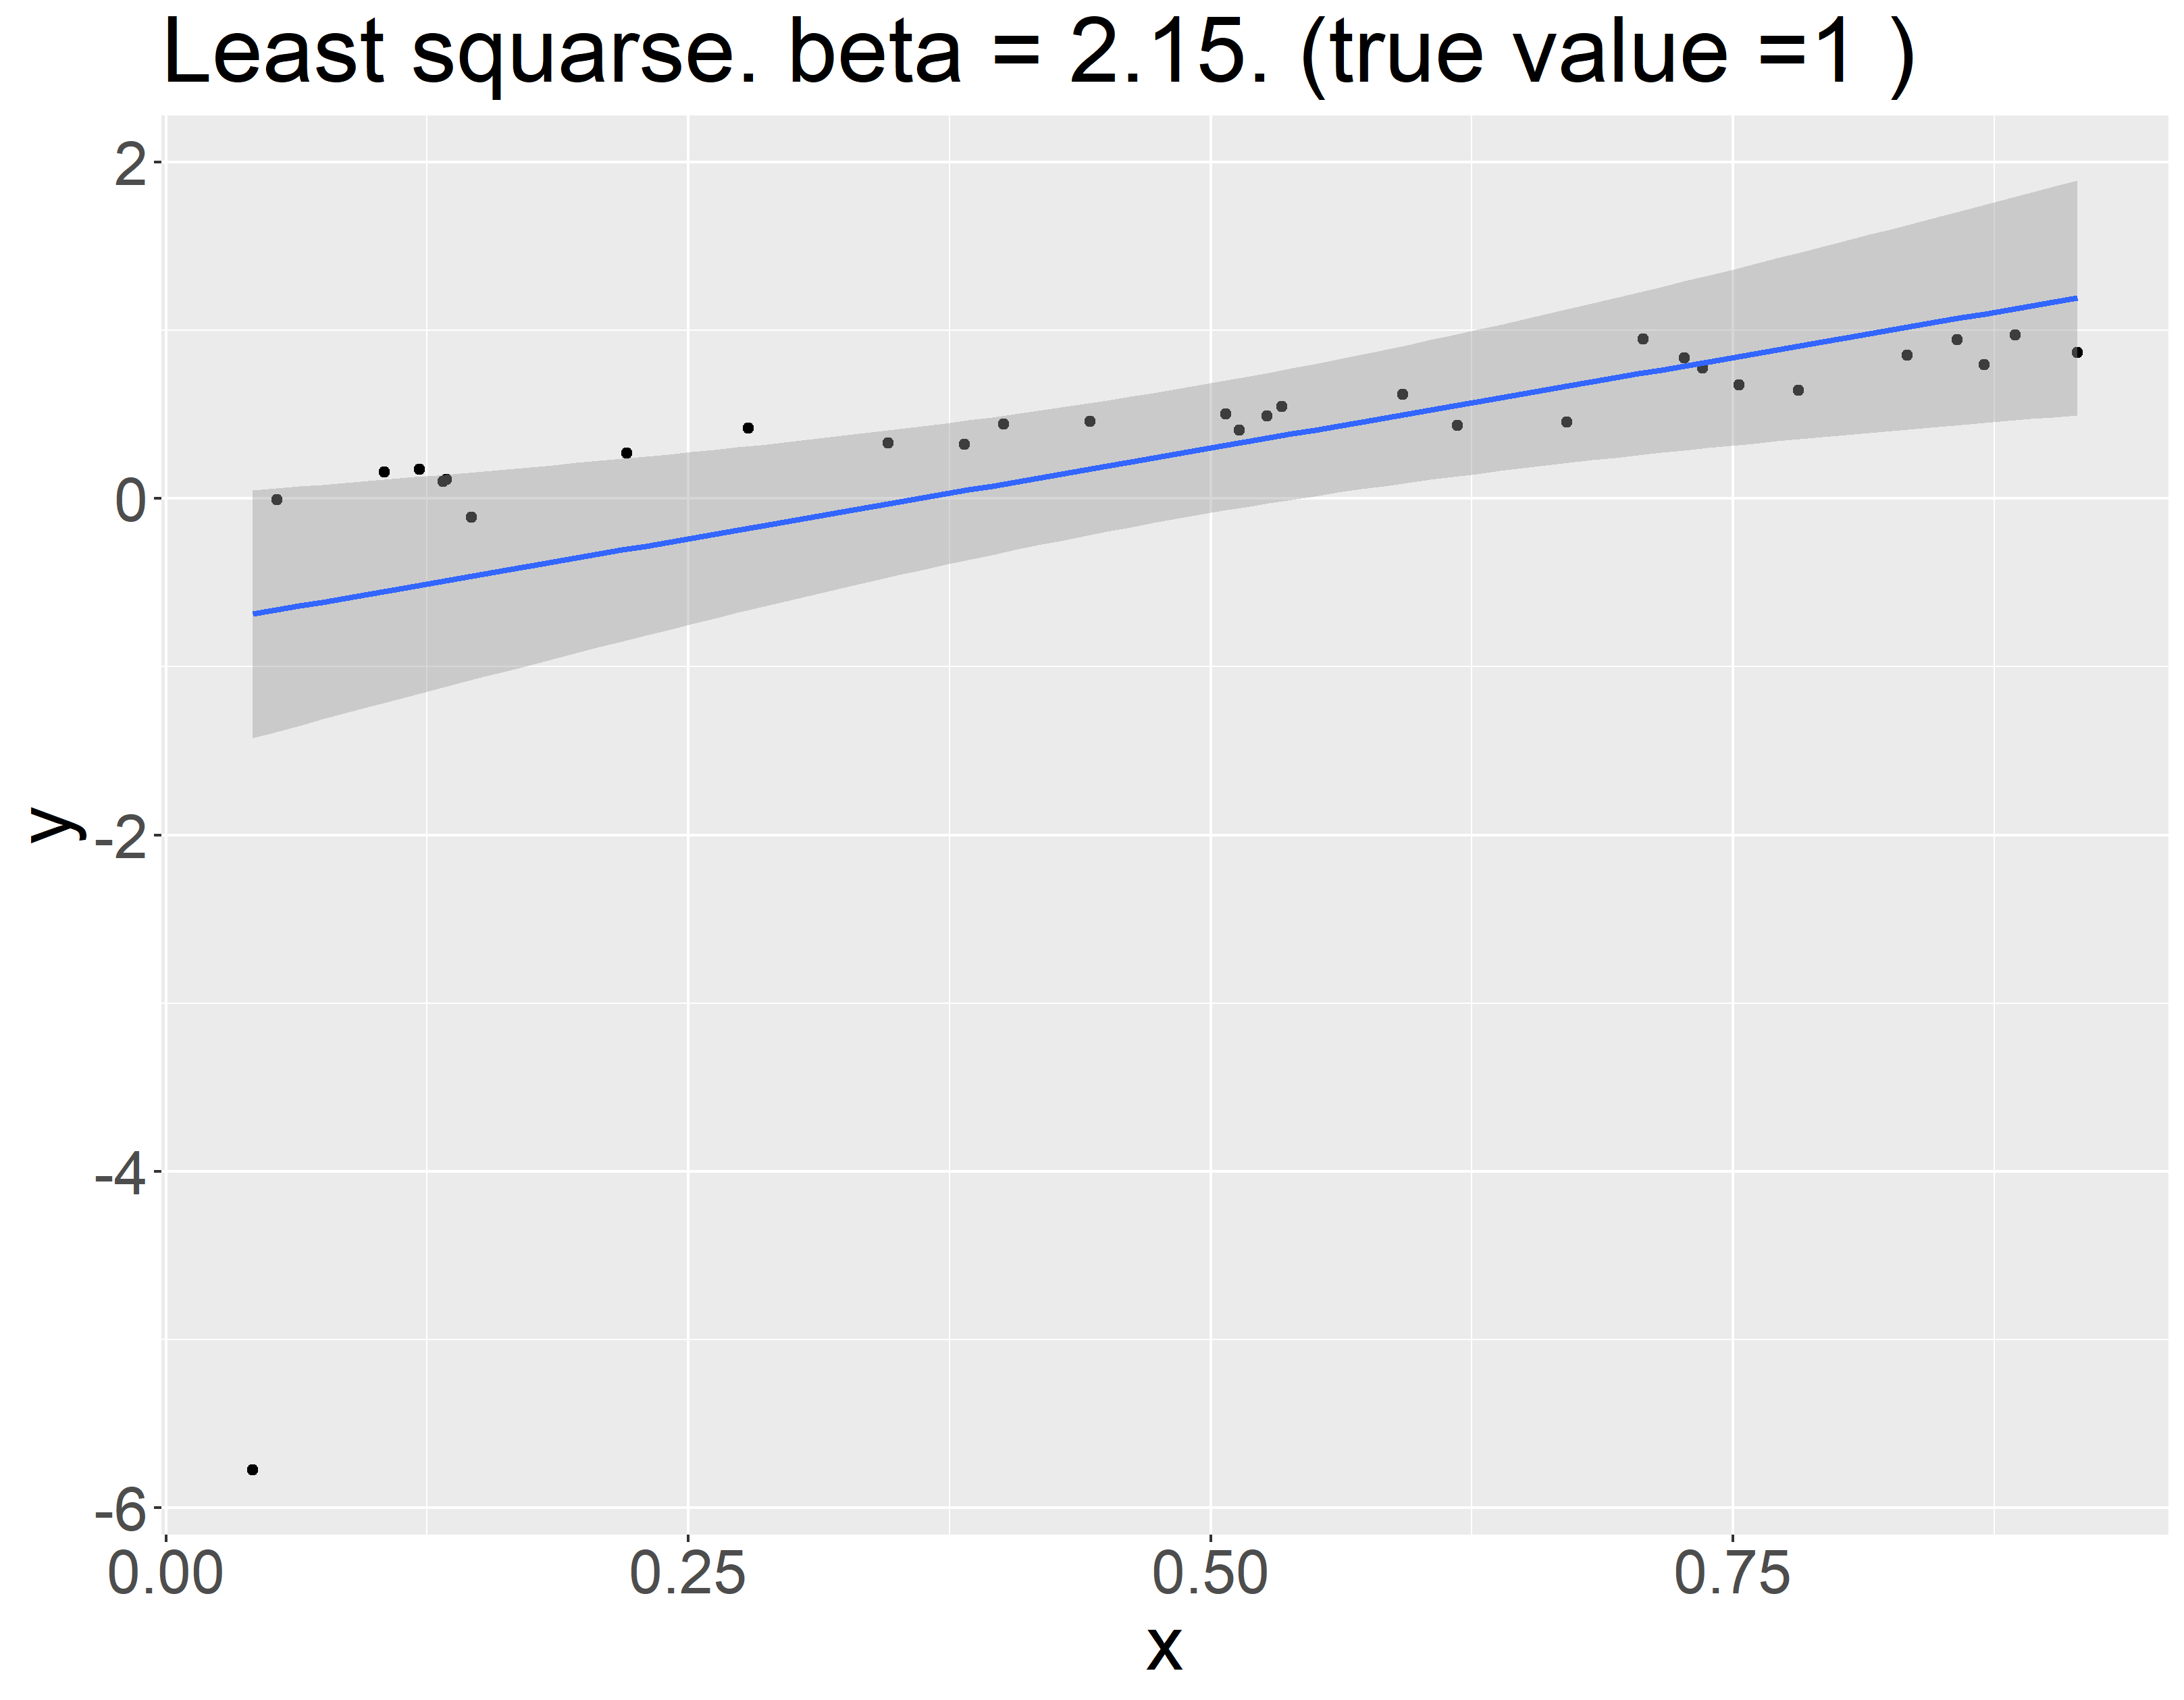 Least squarse. beta = 2.15. (true value =1 )
2
0
-2
-4
-6
y
0.00 0.25 0.50 0.75
x